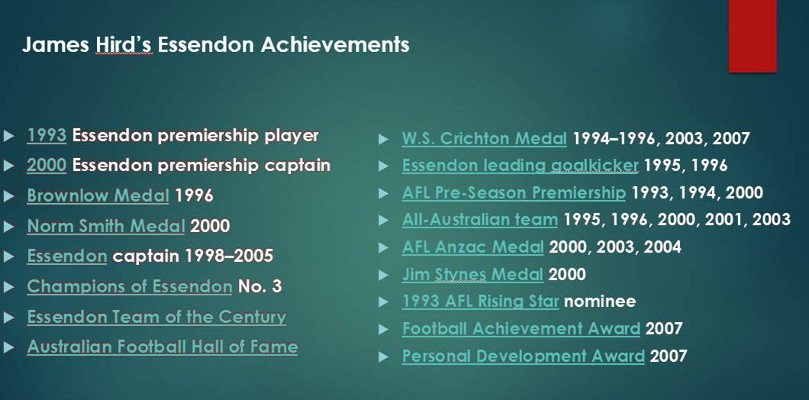 James Hird's Essendon Achievements
1993 Essendon premiership player
2000 Essendon premiership captain
Brownlow Medal 1996
Norm Smith Medal 2000
Essendon captain 1998–2005
Champions of Essendon No. 3
Essendon Team of the Century
Australian Football Hall of Fame
W.S. Crichton Medal 1994–1996, 2003, 2007
Essendon leading goalkicker 1995, 1996
AFL Pre-Season Premiership 1993, 1994, 2000
All-Australian team 1995, 1996, 2000, 2001, 2003
AFL Anzac Medal 2000, 2003, 2004
Jim Stynes Medal 2000
1993 AFL Rising Star nominee
Football Achievement Award 2007
Personal Development Award 2007